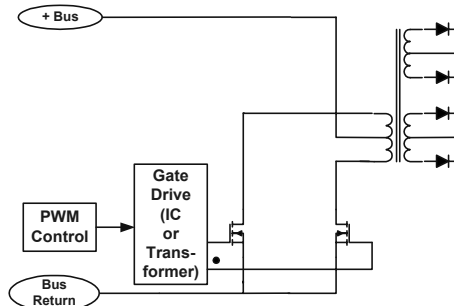 + Bus
PWM
Control
Gate
Drive
(IC
or
Trans-
former)
Bus
Return